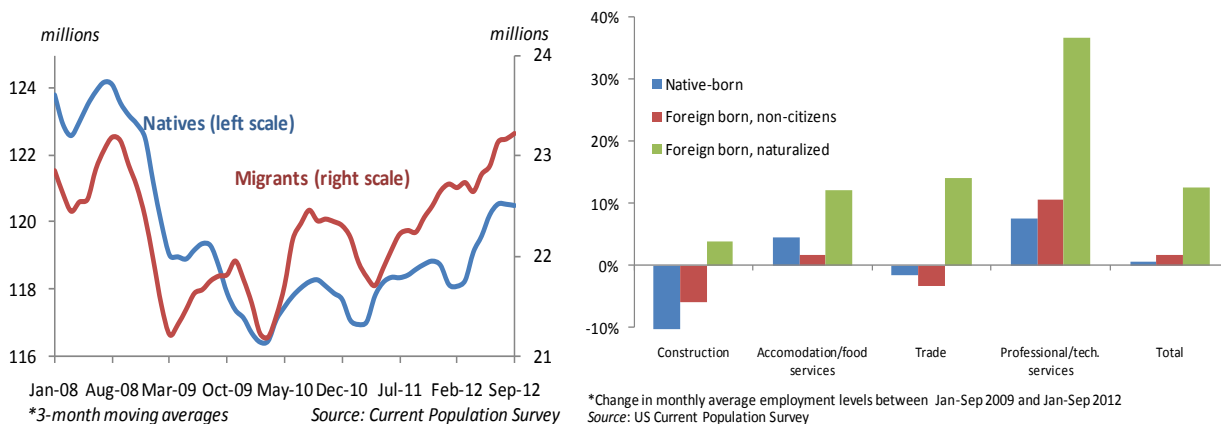 millions
millions
124
122
120
118
116
24
23
22
21
Natives (left scale)
Migrants (right scale)
Jan-08 Aug-08 Mar-09 Oct-09 May-10 Dec-10 Jul-11 Feb-12 Sep-12
*3-month moving averages
Source: Current Population Survey
40%
30%
20%
10%
0%
-10%
Native-born
Foreign born, non-citizens
Foreign born, naturalized
Construction
Accomodation/food
services
Trade
Professional/tech.
services
Total
*Change in monthly average employment levels between Jan-Sep 2009 and Jan-Sep 2012
Source: US Current Population Survey